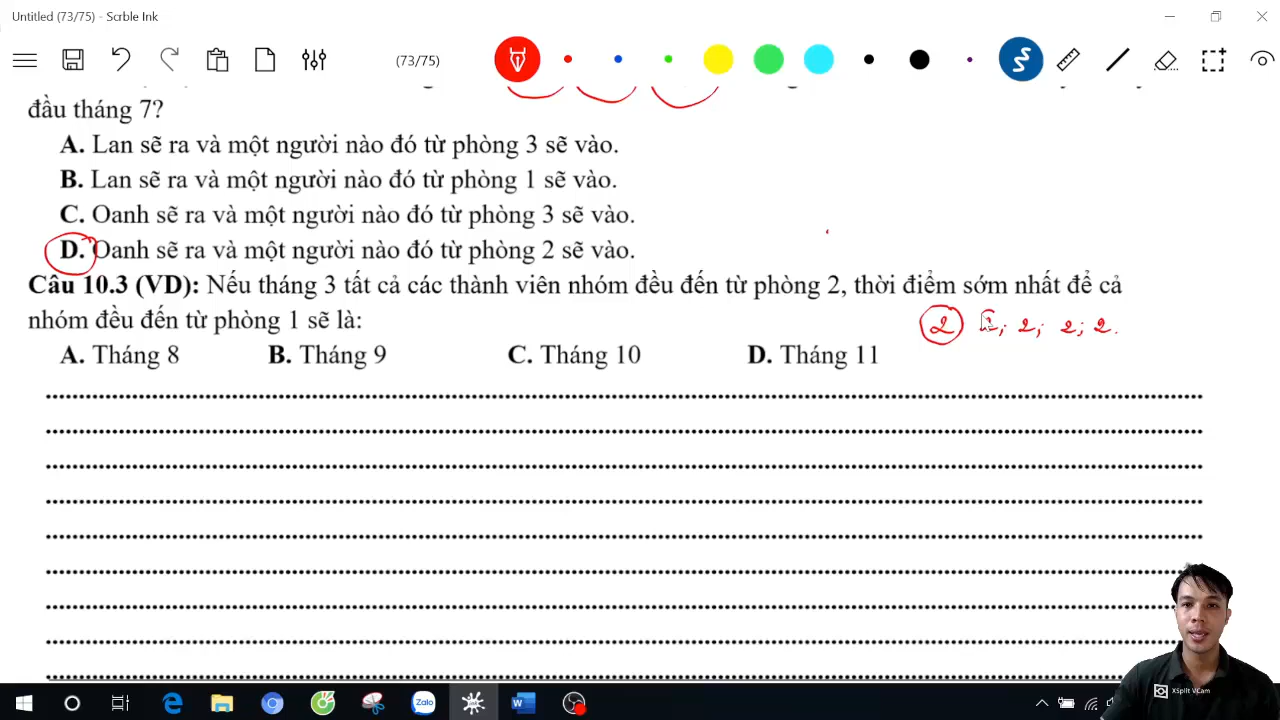 Untitled (73/75) - Scrble Ink
(73/75)
đầu tháng 7?
A. Lan sẽ ra và một người nào đó từ phòng 3 sẽ vào.
B. Lan sẽ ra và một người nào đó từ phòng 1 sẽ vào.
C. Oanh sẽ ra và một người nào đó từ phòng 3 sẽ vào.
D. Oanh sẽ ra và một người nào đó từ phòng 2 sẽ vào.
Câu 10.3 (VD): Nếu tháng 3 tất cả các thành viên nhóm đều đến từ phòng 2, thời điểm sớm nhất để cả
nhóm đều đến từ phòng 1 sẽ là:
2 2; 2; 2; 2.
A. Tháng 8 B. Tháng 9 C. Tháng 10 D. Tháng 11
Zalo
XSplit VCam